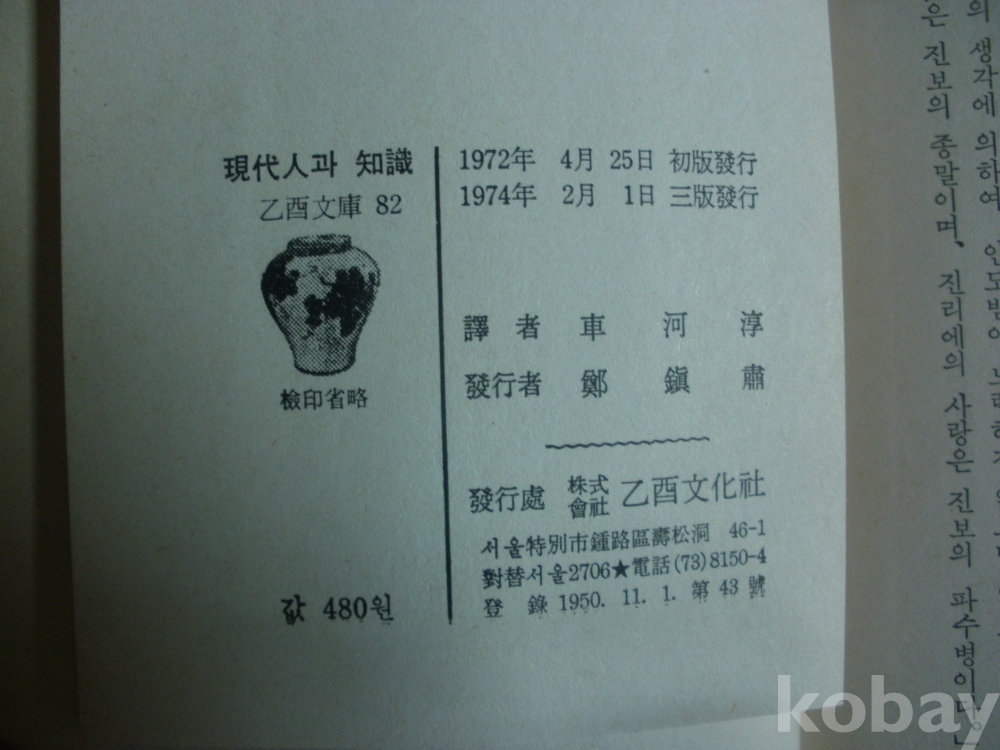 現代人과 知識
乙酉文庫 82
檢印省略
값 480원
1972年 4月 25日 初版發行
1974年 2月 1日 三版發行
譯者 車河淳
發行者 鄭鎭肅
發行處 株式會社 乙酉文化社
서울特別市鍾路區壽松洞 46-1
對替서울2706★電話(73)8150-4
登錄 1950. 11. 1. 第43號
의 생각에 의하여
은 진보의 종말이며, 진리에의 사랑은 진보의 파수병이다.
kobay